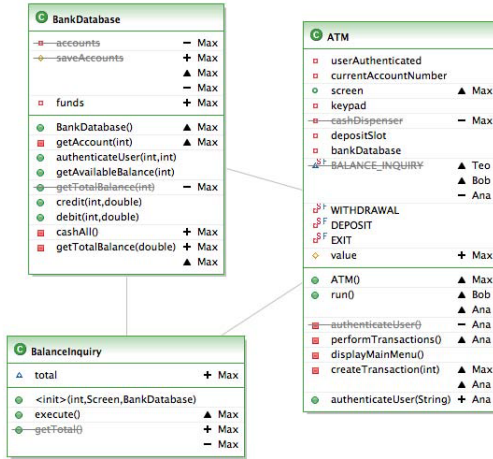 C BankDatabase
accounts − Max
saveAccounts + Max
▲ Max
− Max
funds + Max
BankDatabase() ▲ Max
getAccount(int) ▲ Max
authenticateUser(int,int)
getAvailableBalance(int)
getTotalBalance(int) − Max
credit(int,double)
debit(int,double)
cashAll() + Max
getTotalBalance(double) + Max
▲ Max
C ATM
userAuthenticated
currentAccountNumber
screen ▲ Max
keypad
cashDispenser − Max
depositSlot
bankDatabase
S F BALANCE_INQUIRY ▲ Teo
▲ Bob
− Ana
S F WITHDRAWAL
S F DEPOSIT
S F EXIT
value + Max
ATM() ▲ Max
run() ▲ Bob
▲ Ana
authenticateUser() − Ana
performTransactions() ▲ Ana
displayMainMenu()
createTransaction(int) ▲ Max
▲ Ana
authenticateUser(String) + Ana
C BalanceInquiry
total + Max
<init>(int,Screen,BankDatabase)
execute() ▲ Max
getTotal() + Max
− Max